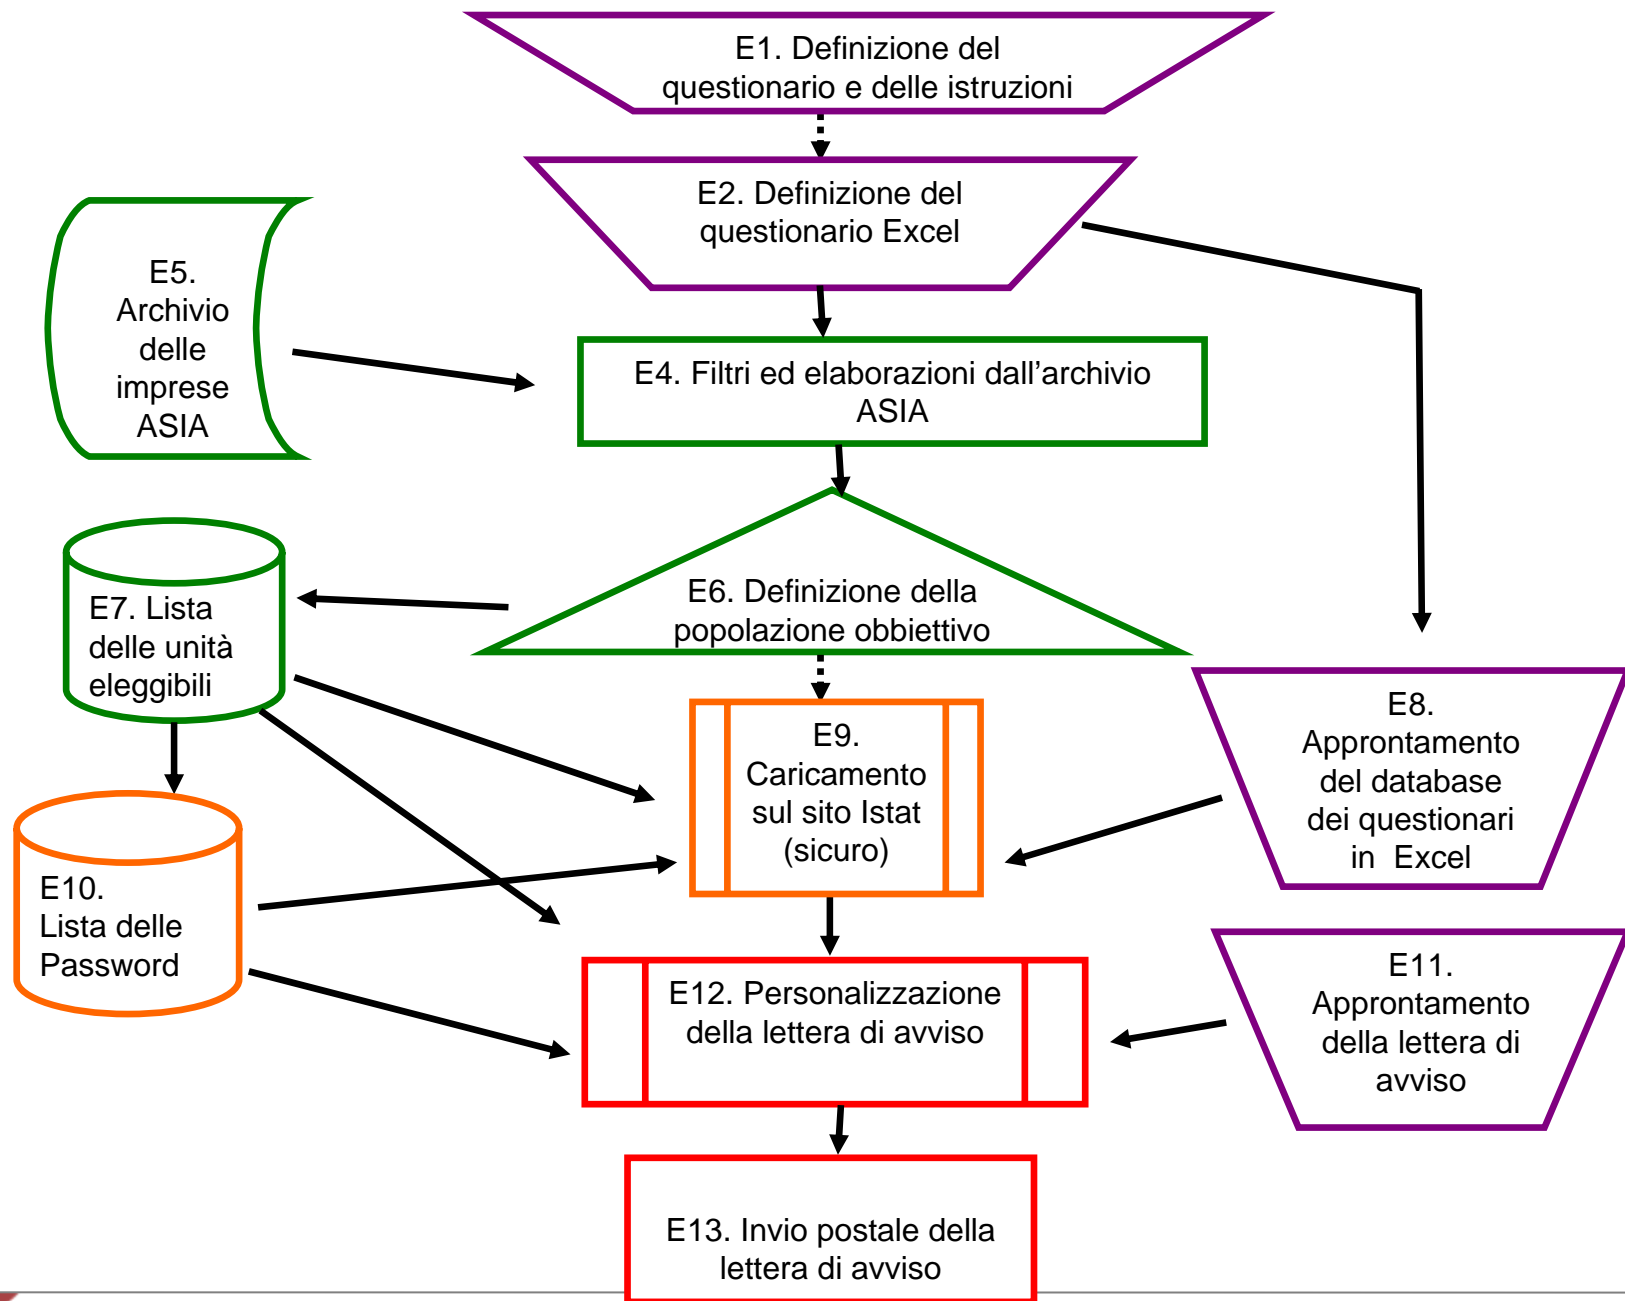 E1. Definizione del
questionario e delle istruzioni
E2. Definizione del
questionario Excel
E5.
Archivio
delle
imprese
ASIA
E4. Filtri ed elaborazioni dall'archivio
ASIA
E6. Definizione della
popolazione obbiettivo
E7. Lista
delle unità
eleggibili
E8.
Approntamento
del database
dei questionari
in Excel
E9.
Caricamento
sul sito Istat
(sicuro)
E10.
Lista delle
Password
E11.
Approntamento
della lettera di
avviso
E12. Personalizzazione
della lettera di avviso
E13. Invio postale della
lettera di avviso